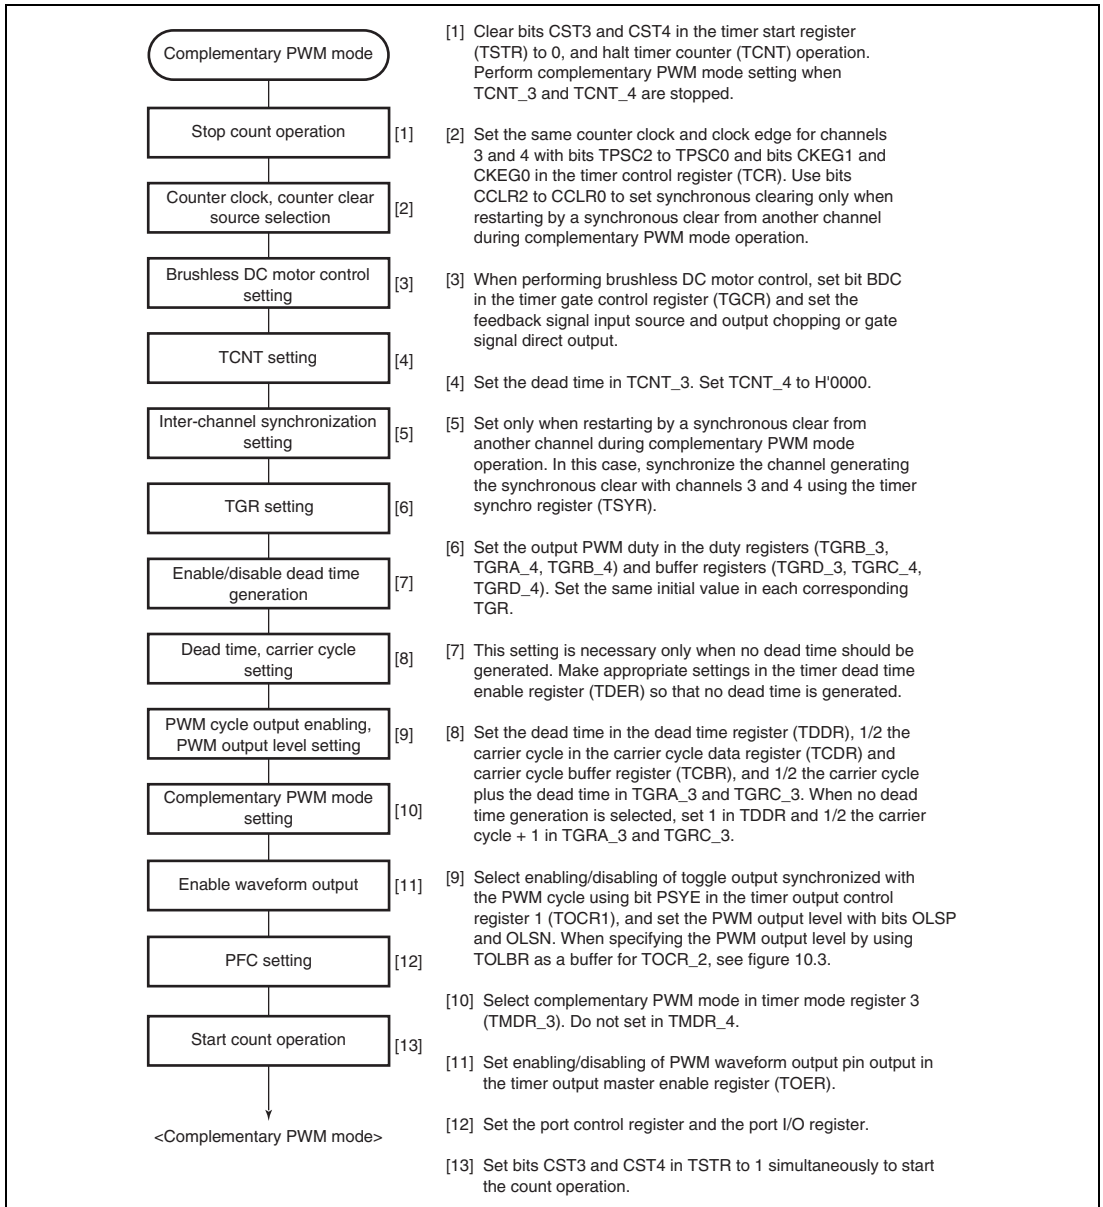 Complementary PWM mode
Stop count operation
[1]
Counter clock, counter clear
source selection
[2]
Brushless DC motor control
setting
[3]
TCNT setting
[4]
Inter-channel synchronization
setting
[5]
TGR setting
[6]
Enable/disable dead time
generation
[7]
Dead time, carrier cycle
setting
[8]
PWM cycle output enabling,
PWM output level setting
[9]
Complementary PWM mode
setting
[10]
Enable waveform output
[11]
PFC setting
[12]
Start count operation
[13]
<Complementary PWM mode>
[1] Clear bits CST3 and CST4 in the timer start register
(TSTR) to 0, and halt timer counter (TCNT) operation.
Perform complementary PWM mode setting when
TCNT_3 and TCNT_4 are stopped.
[2] Set the same counter clock and clock edge for channels
3 and 4 with bits TPSC2 to TPSC0 and bits CKEG1 and
CKEG0 in the timer control register (TCR). Use bits
CCLR2 to CCLR0 to set synchronous clearing only when
restarting by a synchronous clear from another channel
during complementary PWM mode operation.
[3] When performing brushless DC motor control, set bit BDC
in the timer gate control register (TGCR) and set the
feedback signal input source and output chopping or gate
signal direct output.
[4] Set the dead time in TCNT_3. Set TCNT_4 to H'0000.
[5] Set only when restarting by a synchronous clear from
another channel during complementary PWM mode
operation. In this case, synchronize the channel generating
the synchronous clear with channels 3 and 4 using the timer
synchro register (TSYR).
[6] Set the output PWM duty in the duty registers (TGRB_3,
TGRA_4, TGRB_4) and buffer registers (TGRD_3, TGRC_4,
TGRD_4). Set the same initial value in each corresponding
TGR.
[7] This setting is necessary only when no dead time should be
generated. Make appropriate settings in the timer dead time
enable register (TDER) so that no dead time is generated.
[8] Set the dead time in the dead time register (TDDR), 1/2 the
carrier cycle in the carrier cycle data register (TCDR) and
carrier cycle buffer register (TCBR), and 1/2 the carrier cycle
plus the dead time in TGRA_3 and TGRC_3. When no dead
time generation is selected, set 1 in TDDR and 1/2 the carrier
cycle + 1 in TGRA_3 and TGRC_3.
[9] Select enabling/disabling of toggle output synchronized with
the PWM cycle using bit PSYE in the timer output control
register 1 (TOCR1), and set the PWM output level with bits OLSP
and OLSN. When specifying the PWM output level by using
TOLBR as a buffer for TOCR_2, see figure 10.3.
[10] Select complementary PWM mode in timer mode register 3
(TMDR_3). Do not set in TMDR_4.
[11] Set enabling/disabling of PWM waveform output pin output in
the timer output master enable register (TOER).
[12] Set the port control register and the port I/O register.
[13] Set bits CST3 and CST4 in TSTR to 1 simultaneously to start
the count operation.